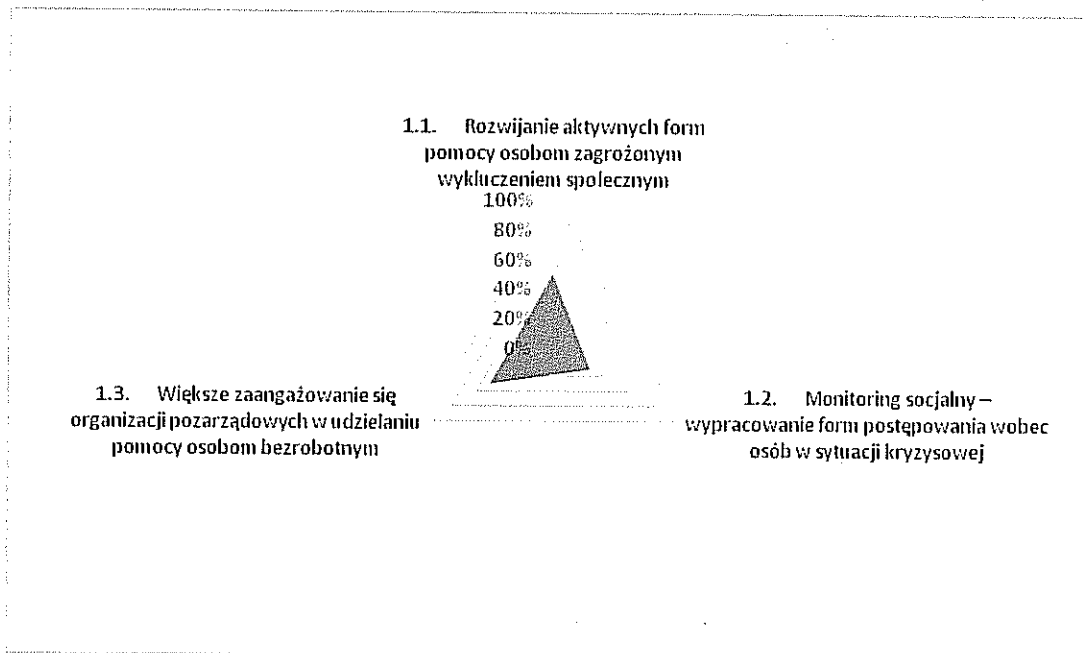 1.1. Rozwijanie aktywnych form
pomocy osobom zagrożonym
wykluczeniem społecznym
100%
80%
60%
40%
20%
0%
1.3. Większe zaangażowanie się
organizacji pozarządowych w udzielaniu
pomocy osobom bezrobotnym
1.2. Monitoring socjalny –
wypracowanie form postępowania wobec
osób w sytuacji kryzysowej